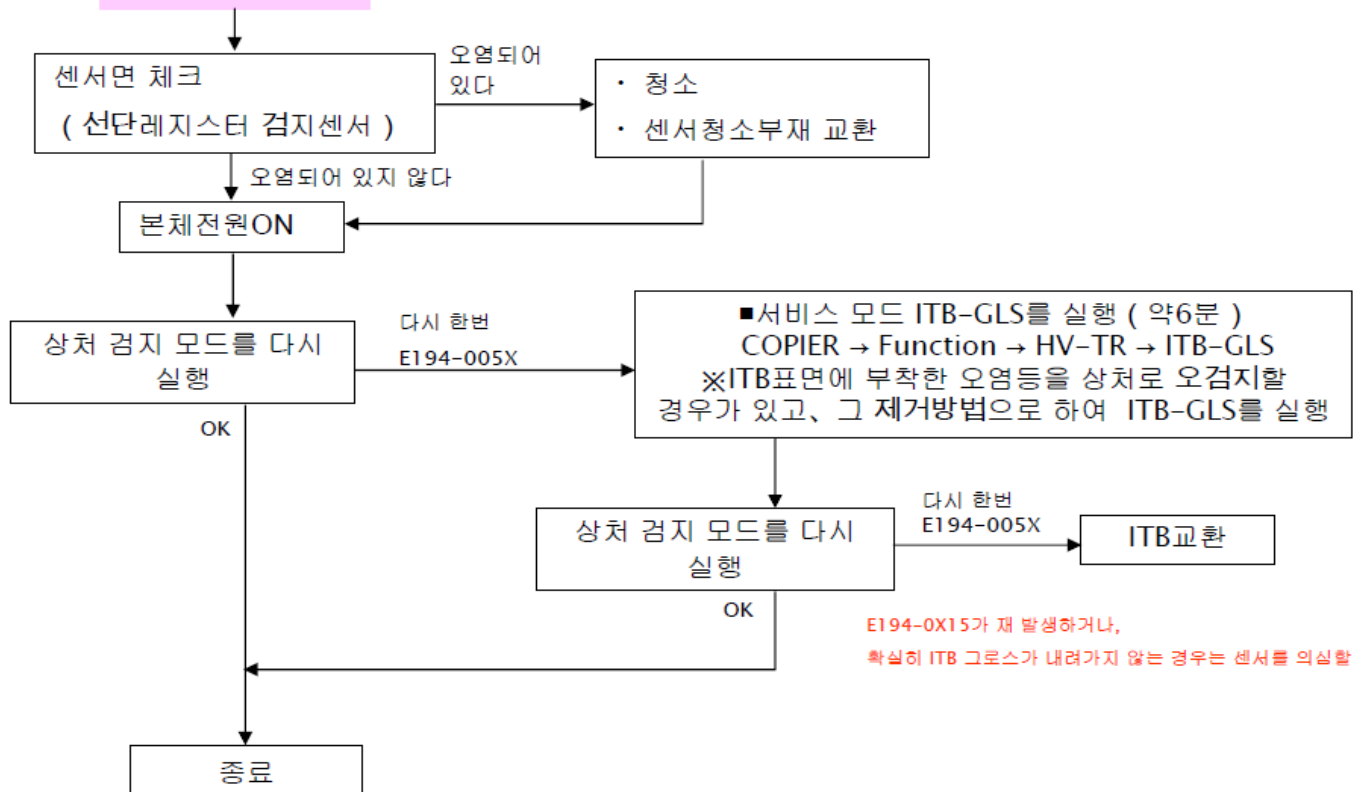 센서면 체크
( 선단레지스터 검지센서 )
오염되어
있다
· 청소
· 센서청소부재 교환
오염되어 있지 않다
본체전원ON
상처 검지 모드를 다시
실행
다시 한번
E194-005X
■서비스 모드 ITB-GLS를 실행 ( 약6분 )
COPIER → Function → HV-TR → ITB-GLS
※ITB표면에 부착한 오염등을 상처로 오검지할
경우가 있고、그 제거방법으로 하여 ITB-GLS를 실행
OK
상처 검지 모드를 다시
실행
다시 한번
E194-005X
ITB교환
OK
E194-0X15가 재 발생하거나,
확실히 ITB 그로스가 내려가지 않는 경우는 센서를 의심할
종료